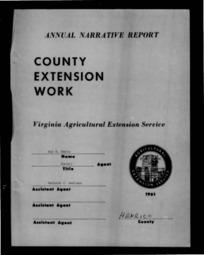 ANNUAL NARRATIVE REPORT
COUNTY
EXTENSION
WORK
Virginia Agricultural Extension Service
Name
Agent
Title
Assistant Agent
1961
Assistant Agent
HENRICO
Assistant Agent County